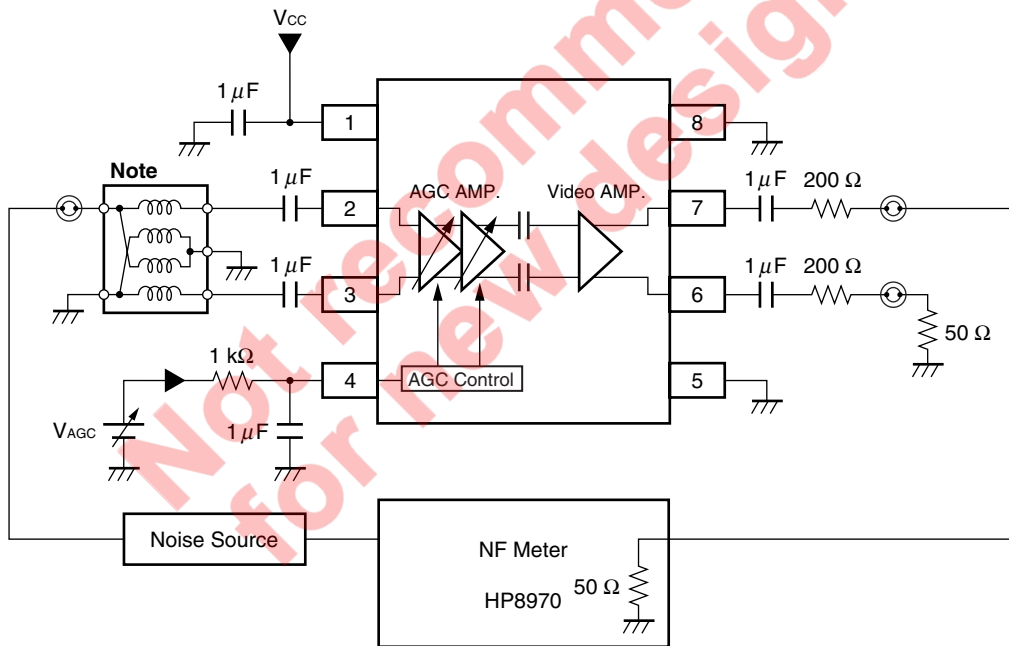 VCC
1 μF
1
8
Note
1 μF
2
AGC AMP.
Video AMP.
7
1 μF
200 Ω
1 μF
3
6
1 μF
200 Ω
50 Ω
1 kΩ
4
AGC Control
5
VAGC
1 μF
Noise Source
NF Meter
HP8970
50 Ω
Not recomme
for new desig